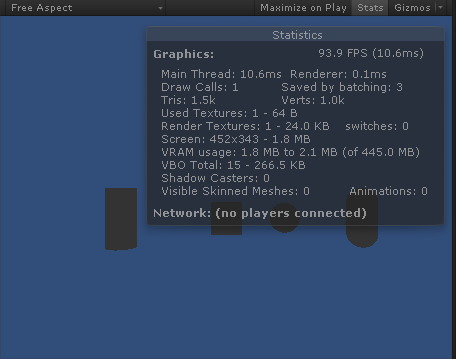 Free Aspect Maximize on Play Stats Gizmos
Statistics
Graphics: 93.9 FPS (10.6ms)
Main Thread: 10.6ms Renderer: 0.1ms
Draw Calls: 1 Saved by batching: 3
Tris: 1.5k Verts: 1.0k
Used Textures: 1 - 64 B
Render Textures: 1 - 24.0 KB switches: 0
Screen: 452x343 - 1.8 MB
VRAM usage: 1.8 MB to 2.1 MB (of 445.0 MB)
VBO Total: 15 - 266.5 KB
Shadow Casters: 0
Visible Skinned Meshes: 0 Animations: 0
Network: (no players connected)